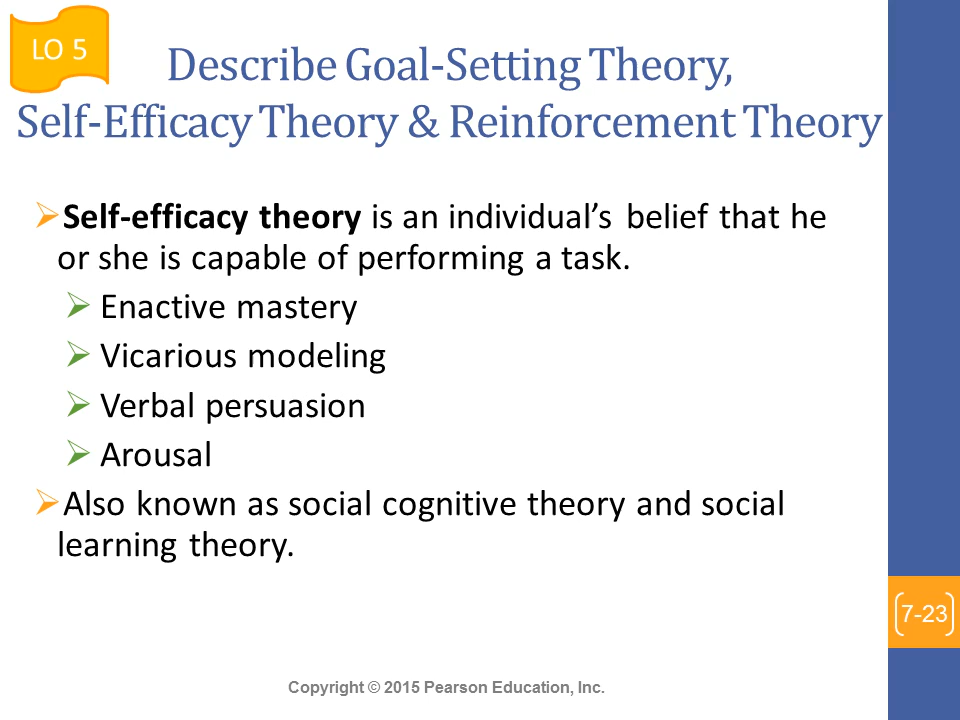 LO 5
Describe Goal-Setting Theory,
Self-Efficacy Theory & Reinforcement Theory
Self-efficacy theory is an individual’s belief that he
or she is capable of performing a task.
Enactive mastery
Vicarious modeling
Verbal persuasion
Arousal
Also known as social cognitive theory and social
learning theory.
7-23
Copyright © 2015 Pearson Education, Inc.